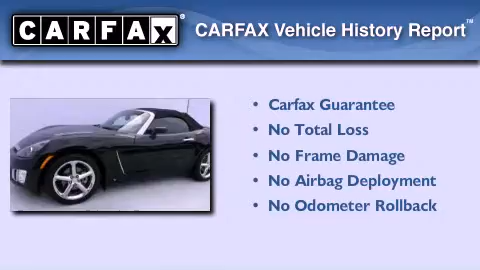 CARFAX®
CARFAX Vehicle History Report™
• Carfax Guarantee
• No Total Loss
• No Frame Damage
• No Airbag Deployment
• No Odometer Rollback